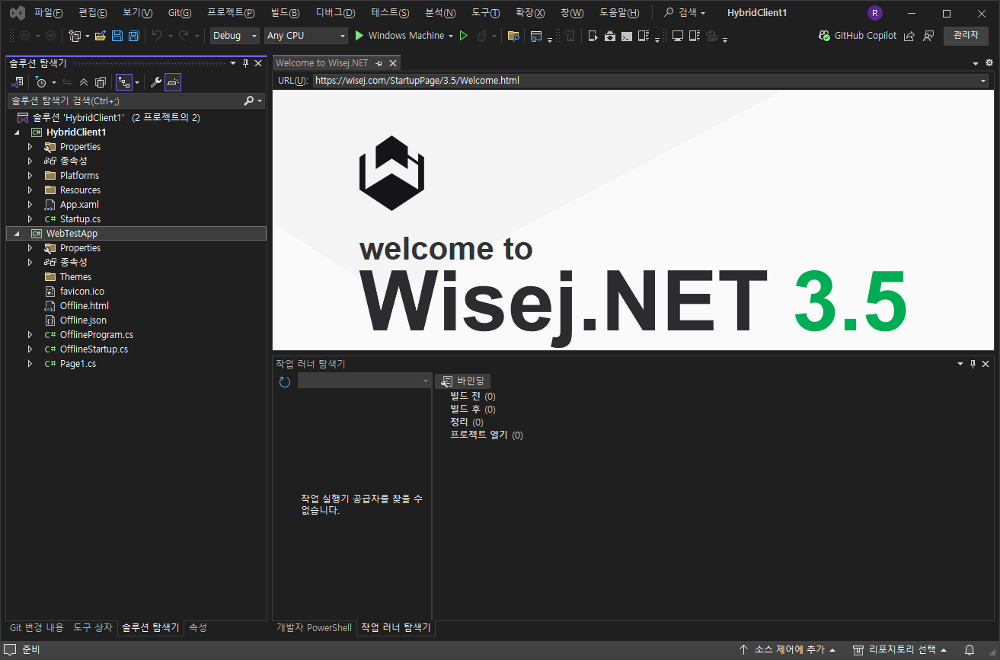 파일(F) 편집(E) 보기(V) Git(G) 프로젝트(P) 빌드(B) 디버그(D) 테스트(S) 분석(N) 도구(T) 확장(X) 창(W) 도움말(H) 검색 HybridClient1 R
Debug Any CPU Windows Machine GitHub Copilot 관리자
솔루션 탐색기
솔루션 탐색기 검색(Ctrl+;)
솔루션 'HybridClient1' (2 프로젝트의 2)
HybridClient1
Properties
종속성
Platforms
Resources
App.xaml
C# Startup.cs
WebTestApp
Properties
종속성
Themes
favicon.ico
Offline.html
Offline.json
C# OfflineProgram.cs
C# OfflineStartup.cs
C# Page1.cs
Git 변경 내용 도구 상자 솔루션 탐색기 속성
Welcome to Wisej.NET
URL(U): https://wisej.com/StartupPage/3.5/Welcome.html
welcome to
Wisej.NET 3.5
작업 러너 탐색기
바인딩
빌드 전 (0)
빌드 후 (0)
정리 (0)
프로젝트 열기 (0)
작업 실행기 공급자를 찾을 수
없습니다.
개발자 PowerShell 작업 러너 탐색기
준비 소스 제어에 추가 리포지토리 선택